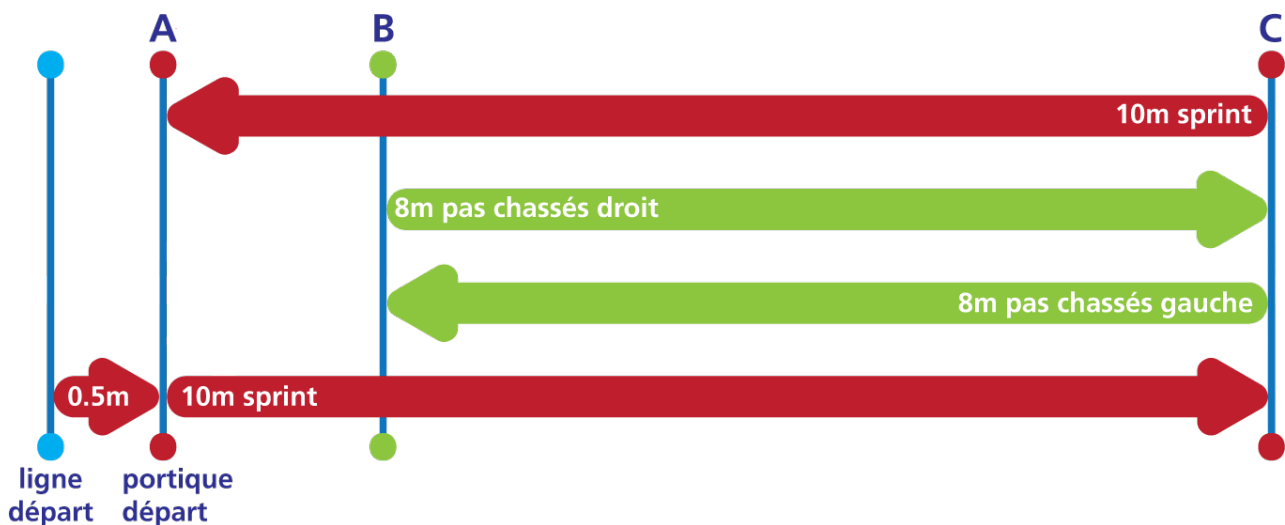 A B C
10m sprint
8m pas chassés droit
8m pas chassés gauche
0.5m 10m sprint
ligne
départ
portique
départ